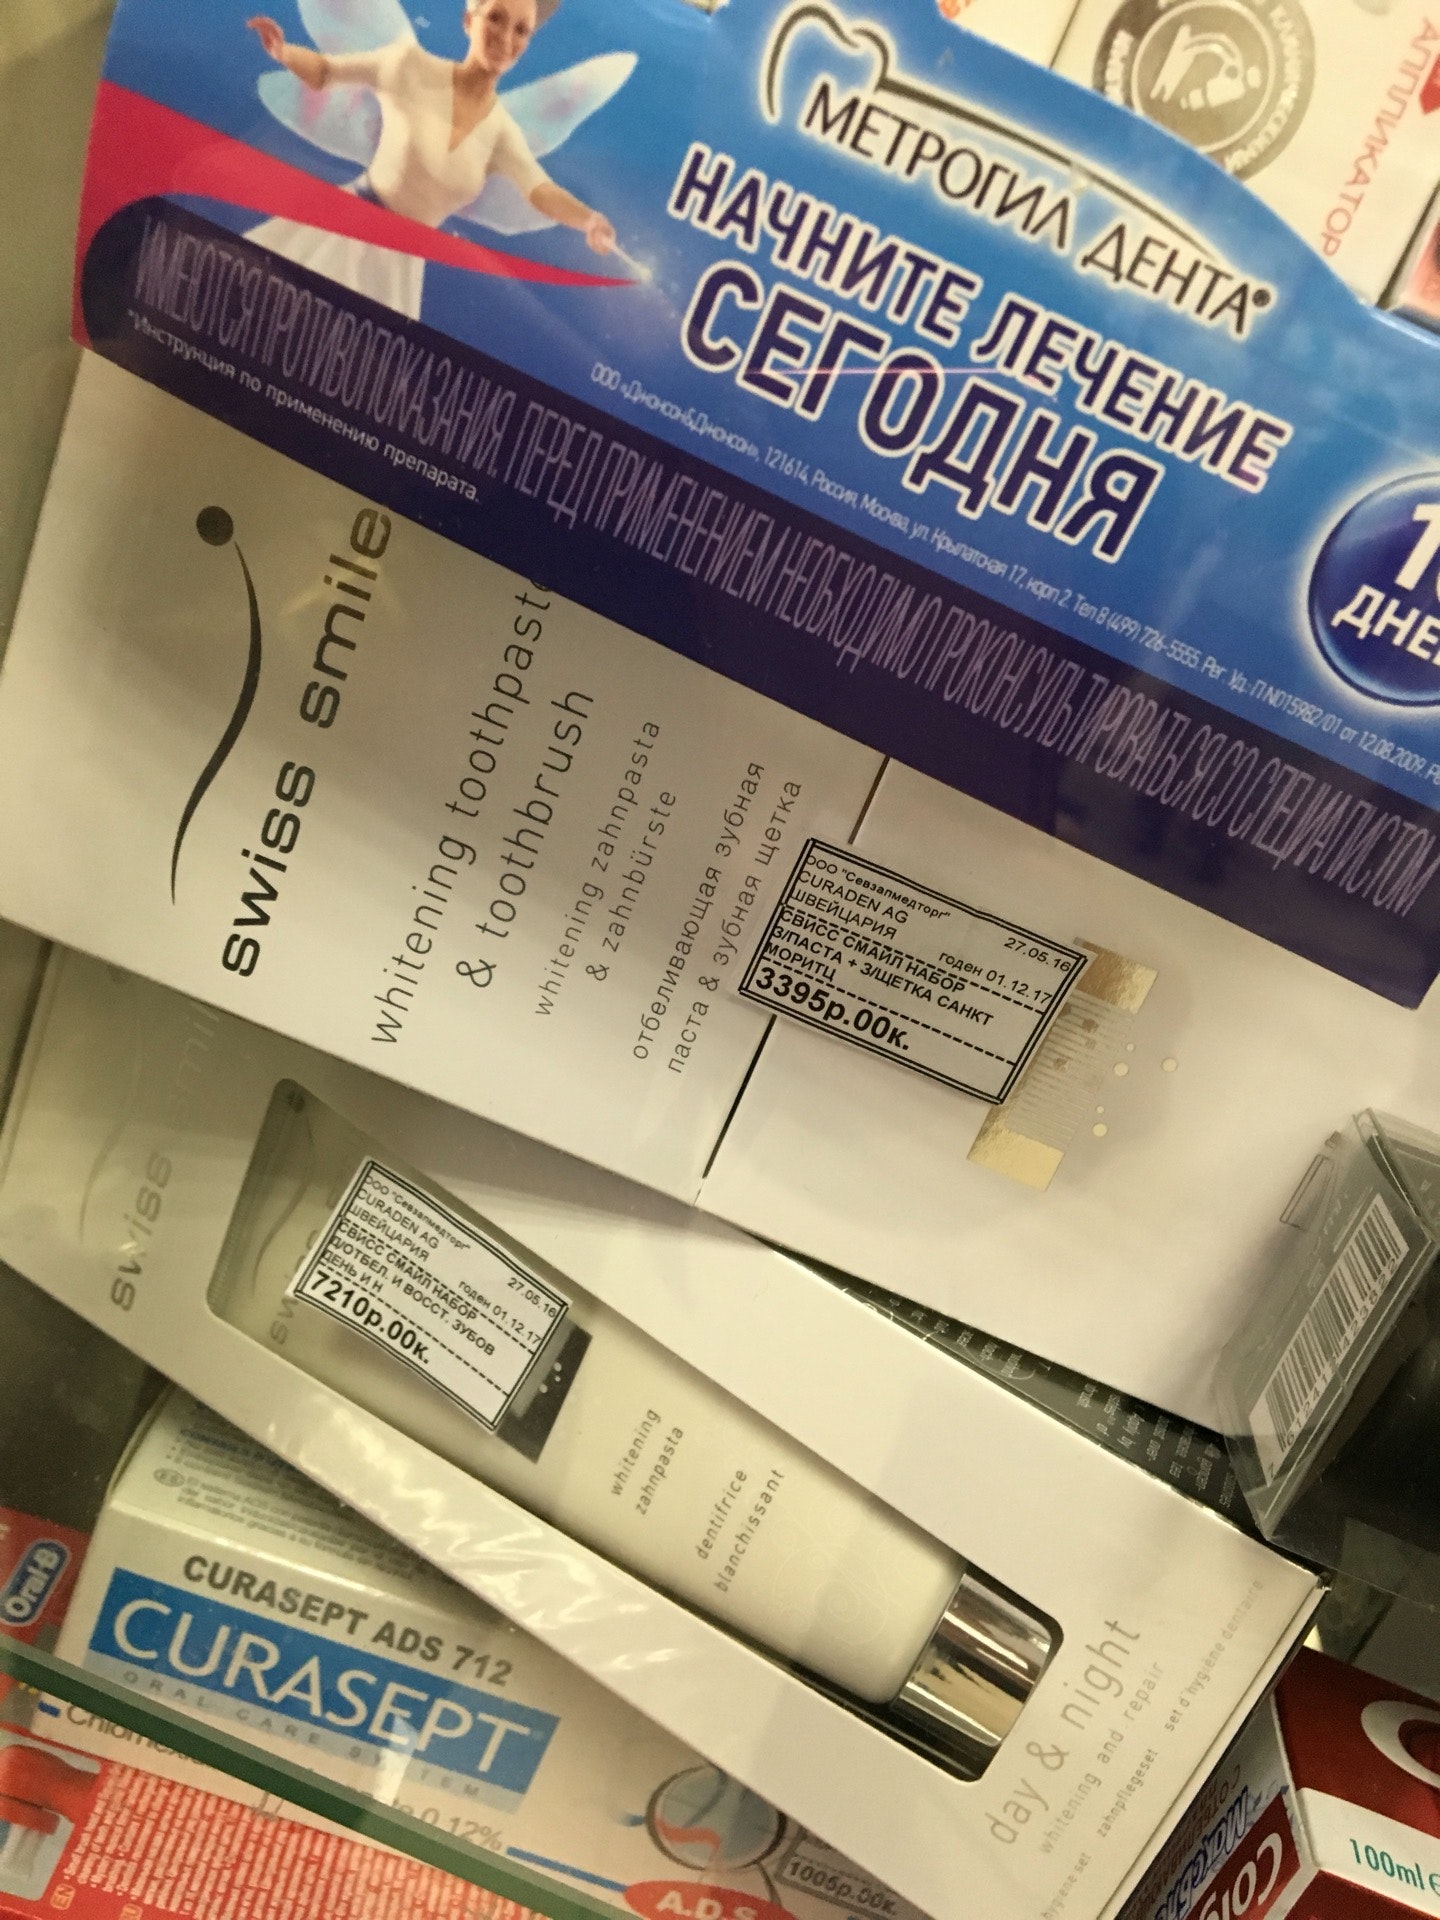 МЕТРОГИЛ ДЕНТА®
НАЧНИТЕ ЛЕЧЕНИЕ
СЕГОДНЯ
ООО «Джонсон&Джонсон», 121614, Россия, Москва, ул. Крылатская 17, корп 2. Тел 8 (499) 726-5555. Рег. Уд.: П N015982/01 от 12.08.2009.
ИМЕЮТСЯ ПРОТИВОПОКАЗАНИЯ. ПЕРЕД ПРИМЕНЕНИЕМ НЕОБХОДИМО ПРОКОНСУЛЬТИРОВАТЬСЯ СО СПЕЦИАЛИСТОМ
*Инструкция по применению препарата.
АППЛИКАТОР
swiss smile
whitening toothpaste
& toothbrush
whitening zahnpasta
& zahnbürste
отбеливающая зубная
паста & зубная щетка
ООО "Севзапмедторг"
CURADEN AG 27.05.16
ШВЕЙЦАРИЯ годен 01.12.17
СВИСС СМАЙЛ НАБОР
З/ПАСТА + З/ЩЕТКА САНКТ
МОРИТЦ
3395р.00к.
swiss
ООО "Севзапмедторг"
CURADEN AG 27.05.16
ШВЕЙЦАРИЯ годен 01.12.17
СВИСС СМАЙЛ НАБОР
Д/ОТБЕЛ. И ВОССТ. ЗУБОВ
ДЕНЬ И Н
7210р.00к.
whitening
zahnpasta
dentifrice
blanchissant
day & night
whitening and repair
zahnpflegeset set d'hygiène dentaire
Oral-B
CURASEPT ADS 712
CURASEPT
ORAL CARE SYSTEM
0.12%
A.D.S
1005р.00к.
100ml